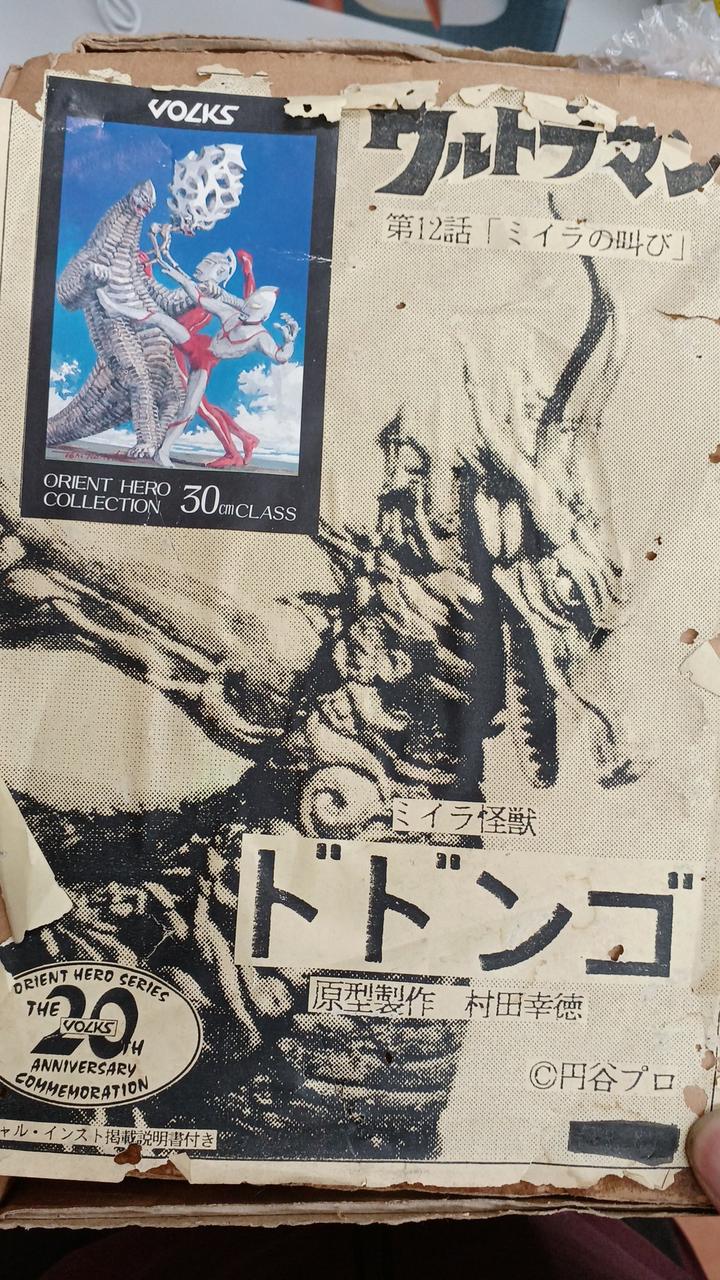 VOLKS
ウルトラマン
第12話「ミイラの叫び」
ORIENT HERO
COLLECTION 30cm CLASS
ミイラ怪獣
ドドンゴ
原型製作 村田幸徳
©円谷プロ
ORIENT HERO SERIES
THE 20TH
VOLKS
ANNIVERSARY
COMMEMORATION
ャル・インスト掲載説明書付き